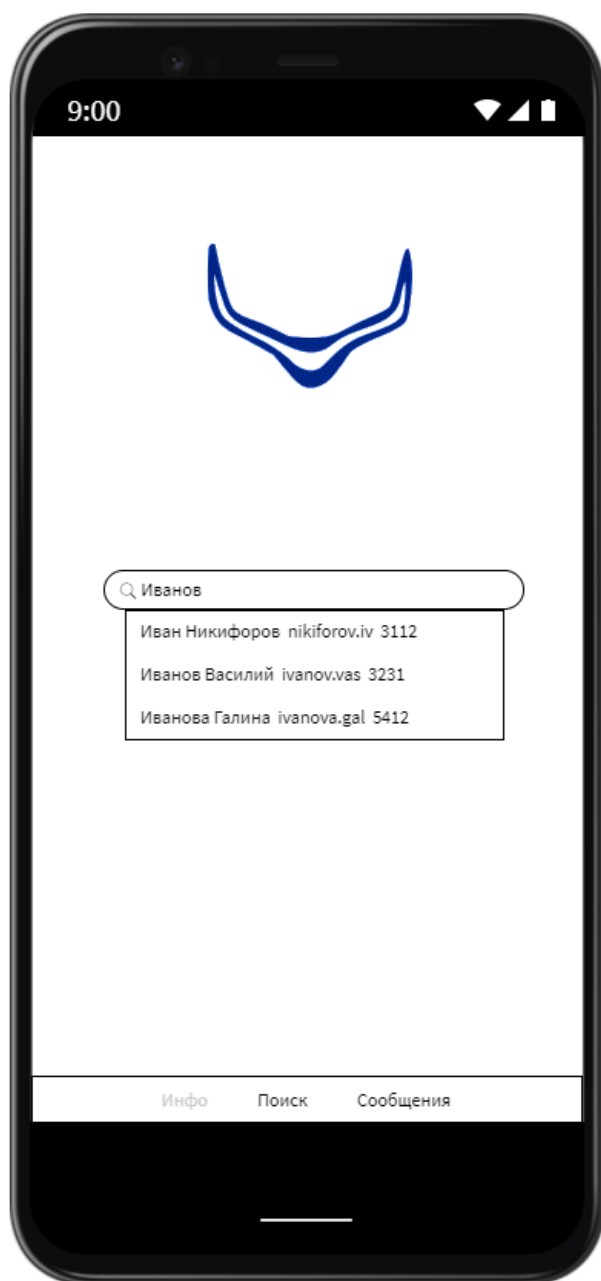 9:00
Иванов
Иван Никифоров nikiforov.iv 3112
Иванов Василий ivanov.vas 3231
Иванова Галина ivanova.gal 5412
Инфо Поиск Сообщения